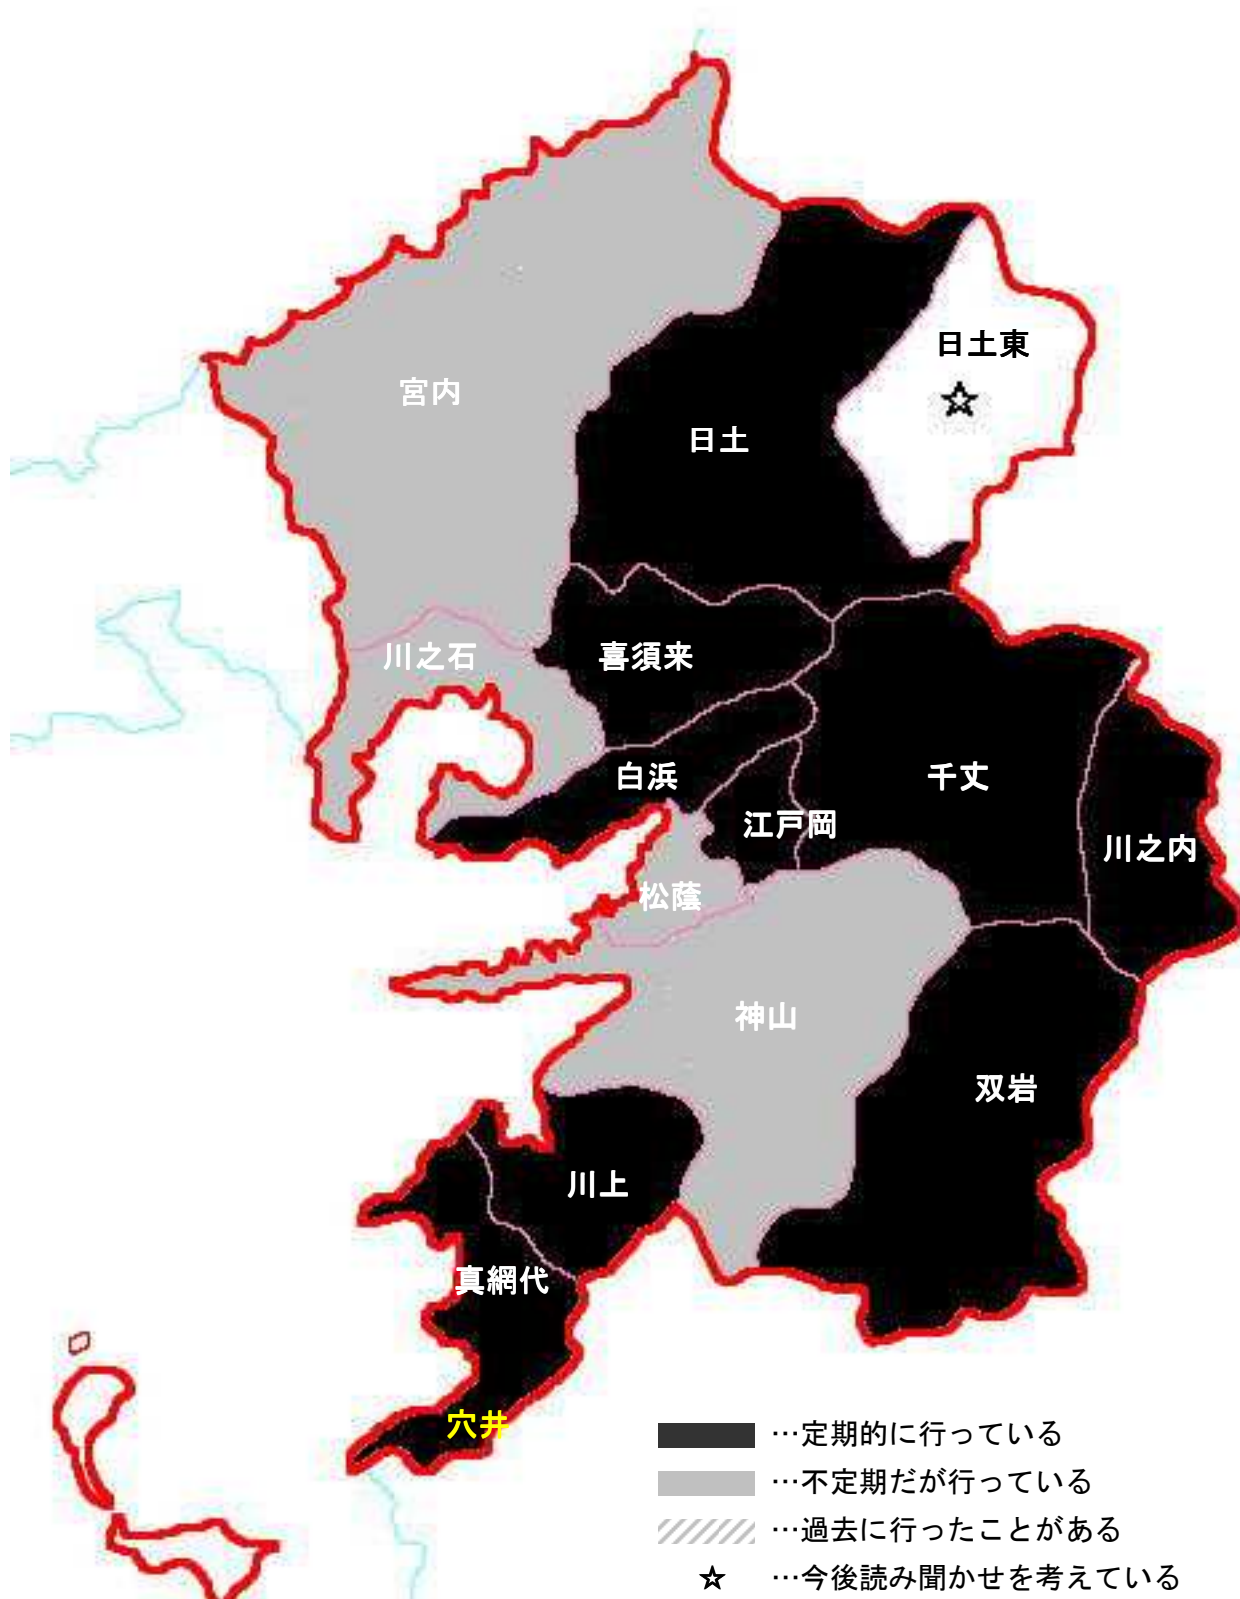 日土東
☆
宮内
日土
川之石
喜須来
白浜
千丈
江戸岡
川之内
松蔭
神山
双岩
川上
真網代
穴井
…定期的に行っている
…不定期だが行っている
…過去に行ったことがある
☆ …今後読み聞かせを考えている